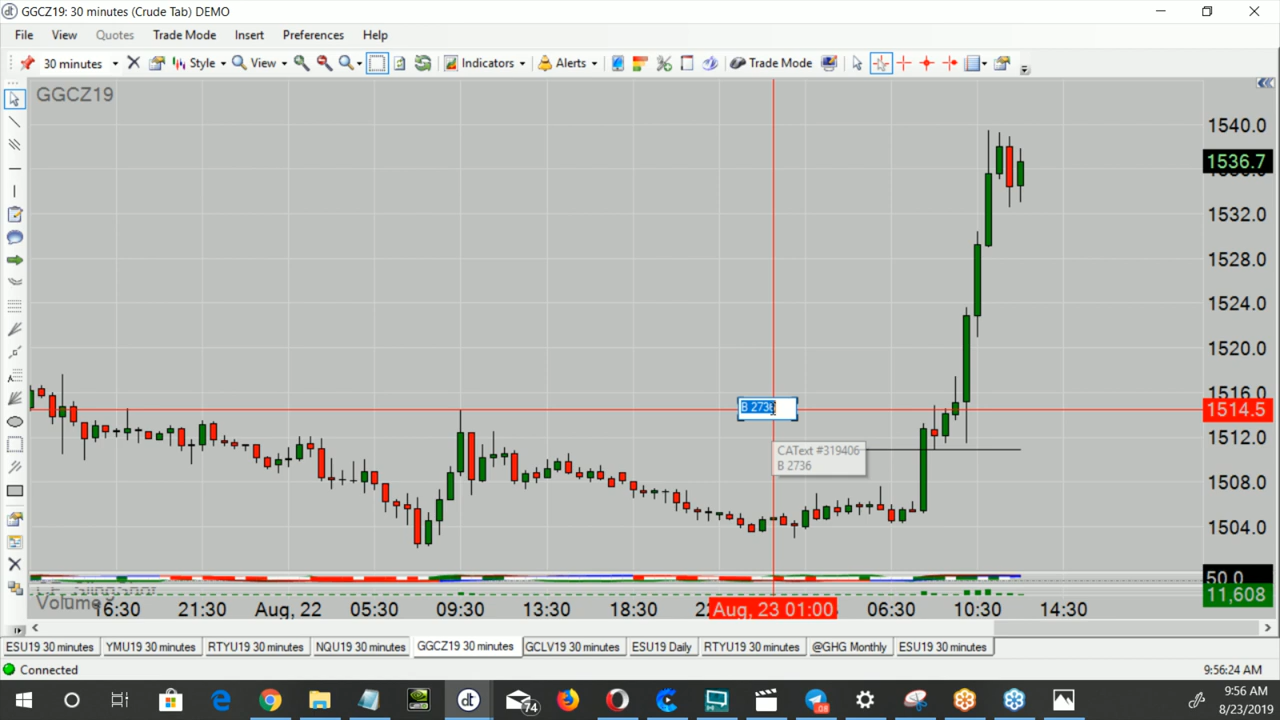 GGCZ19: 30 minutes (Crude Tab) DEMO
File View Quotes Trade Mode Insert Preferences Help
30 minutes Style View Indicators Alerts Trade Mode
GGCZ19
1540.0
1536.7
1532.0
1528.0
1524.0
1520.0
1516.0
B 2736
1514.5
1512.0
CAText #319406
B 2736
1508.0
1504.0
50.0
Volume
11,608
16:30 21:30 Aug, 22 05:30 09:30 13:30 18:30 Aug, 23 01:00 06:30 10:30 14:30
ESU19 30 minutes YMU19 30 minutes RTYU19 30 minutes NQU19 30 minutes GGCZ19 30 minutes GCLV19 30 minutes ESU19 Daily RTYU19 30 minutes @GHG Monthly ESU19 30 minutes
Connected
9:56:24 AM
dt
74
08
9:56 AM
8/23/2019